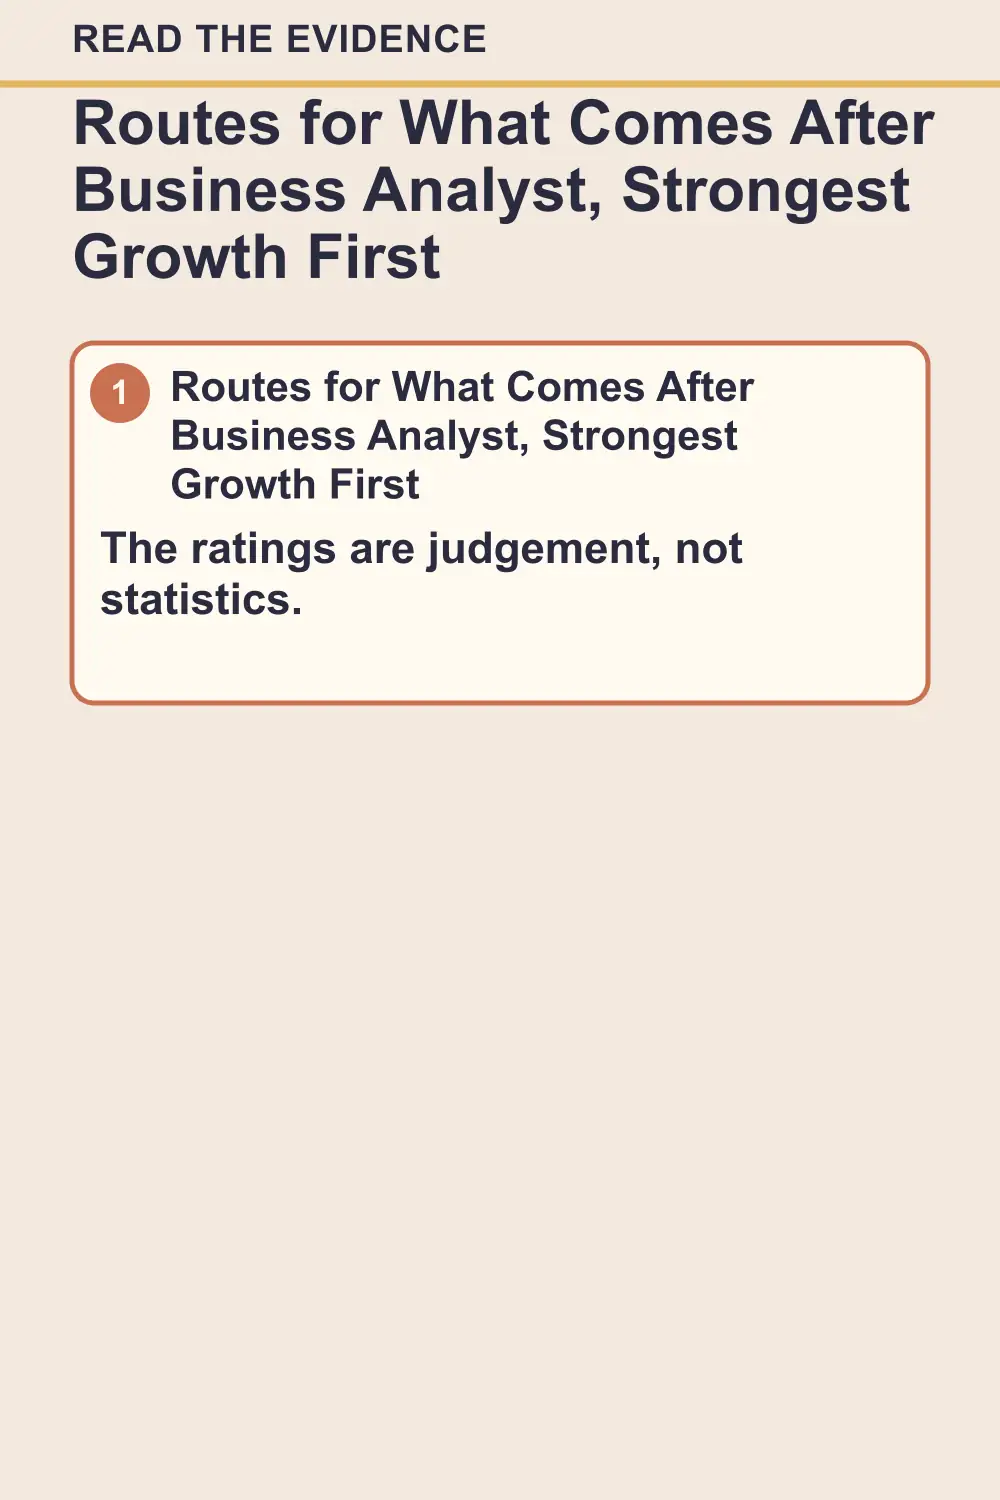 READ THE EVIDENCE
Routes for What Comes After
Business Analyst, Strongest
Growth First
1
Routes for What Comes After
Business Analyst, Strongest
Growth First
The ratings are judgement, not
statistics.